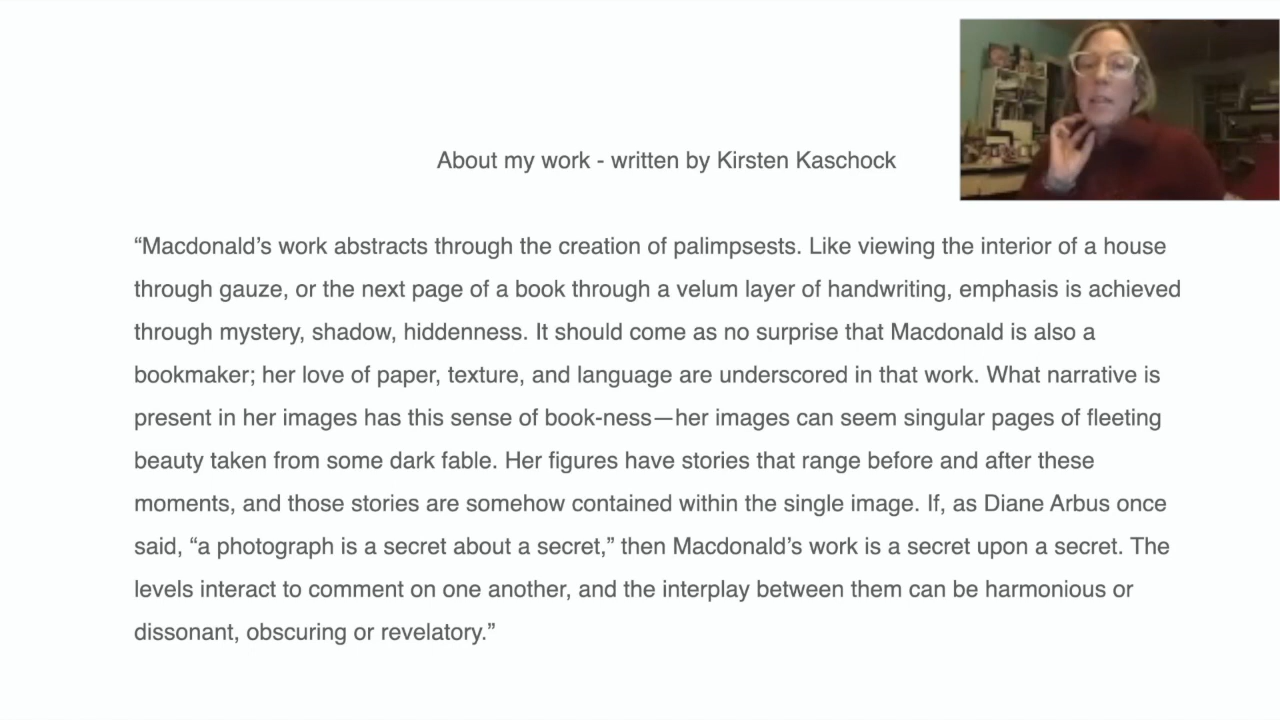 About my work - written by Kirsten Kaschock
“Macdonald’s work abstracts through the creation of palimpsests. Like viewing the interior of a house
through gauze, or the next page of a book through a velum layer of handwriting, emphasis is achieved
through mystery, shadow, hiddenness. It should come as no surprise that Macdonald is also a
bookmaker; her love of paper, texture, and language are underscored in that work. What narrative is
present in her images has this sense of book-ness—her images can seem singular pages of fleeting
beauty taken from some dark fable. Her figures have stories that range before and after these
moments, and those stories are somehow contained within the single image. If, as Diane Arbus once
said, “a photograph is a secret about a secret,” then Macdonald’s work is a secret upon a secret. The
levels interact to comment on one another, and the interplay between them can be harmonious or
dissonant, obscuring or revelatory.”